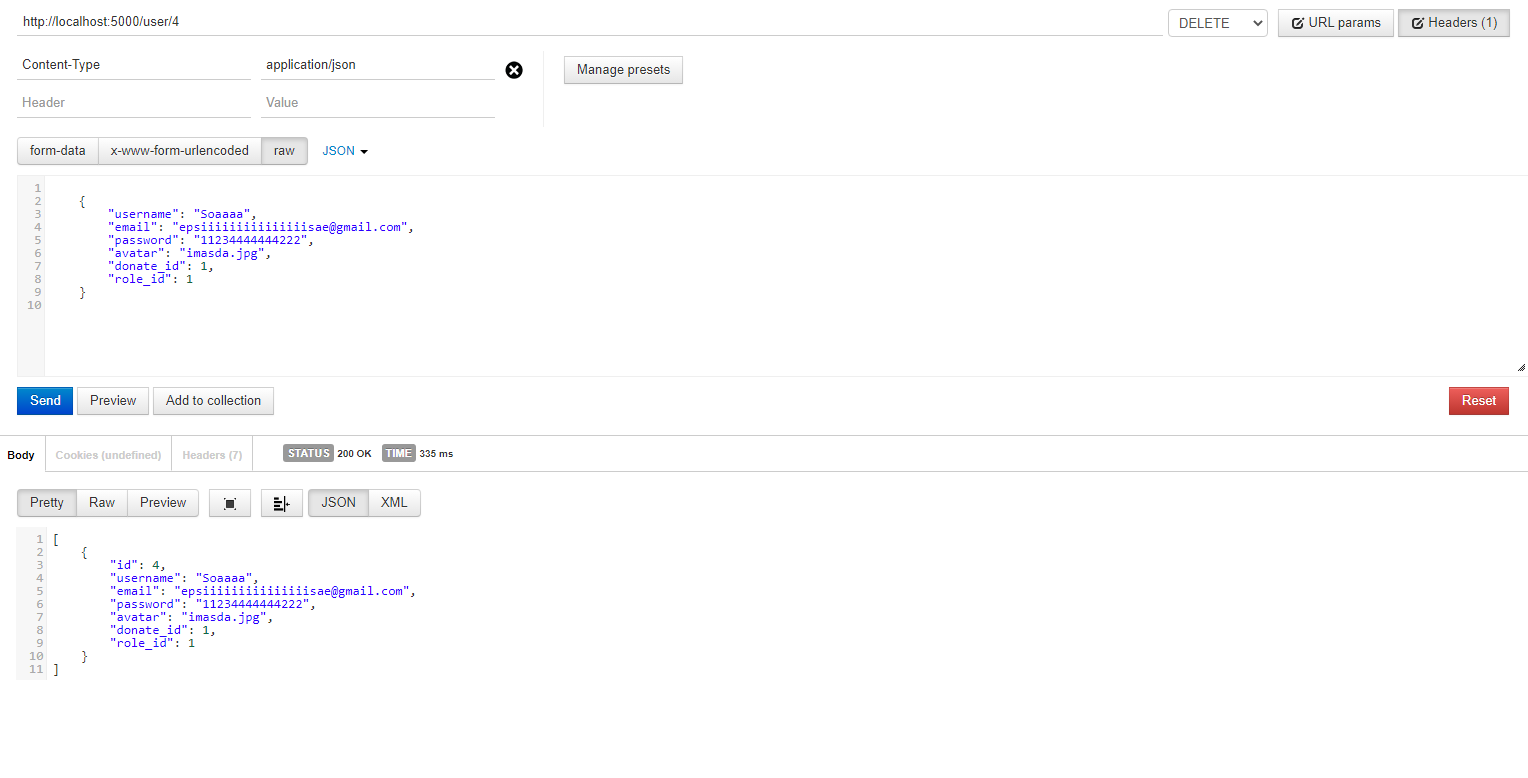 http://localhost:5000/user/4 DELETE URL params Headers (1)
Content-Type application/json Manage presets
Header Value
form-data x-www-form-urlencoded raw JSON
1
2 {
3 "username": "Soaaaa",
4 "email": "epsiiiiiiiiiiiiiiisae@gmail.com",
5 "password": "11234444444222",
6 "avatar": "imasda.jpg",
7 "donate_id": 1,
8 "role_id": 1
9 }
10
Send Preview Add to collection Reset
Body Cookies (undefined) Headers (7) STATUS 200 OK TIME 335 ms
Pretty Raw Preview JSON XML
1 [
2 {
3 "id": 4,
4 "username": "Soaaaa",
5 "email": "epsiiiiiiiiiiiiiiisae@gmail.com",
6 "password": "11234444444222",
7 "avatar": "imasda.jpg",
8 "donate_id": 1,
9 "role_id": 1
10 }
11 ]